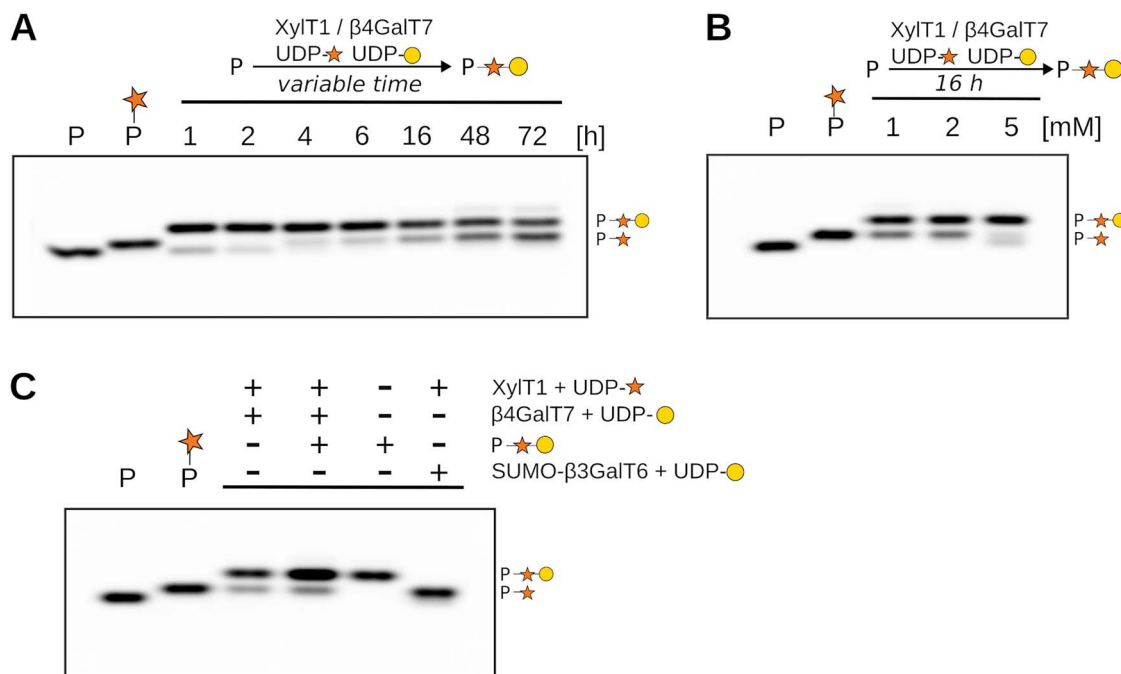 A
XylT1 / β4GalT7
UDP- UDP-
P P
variable time
P P 1 2 4 6 16 48 72 [h]
P
P
B
XylT1 / β4GalT7
UDP- UDP-
P P
16 h
P P 1 2 5 [mM]
P
P
C
+ + - + XylT1 + UDP-
+ + - - β4GalT7 + UDP-
- + + - P
P P - - - + SUMO-β3GalT6 + UDP-
P
P